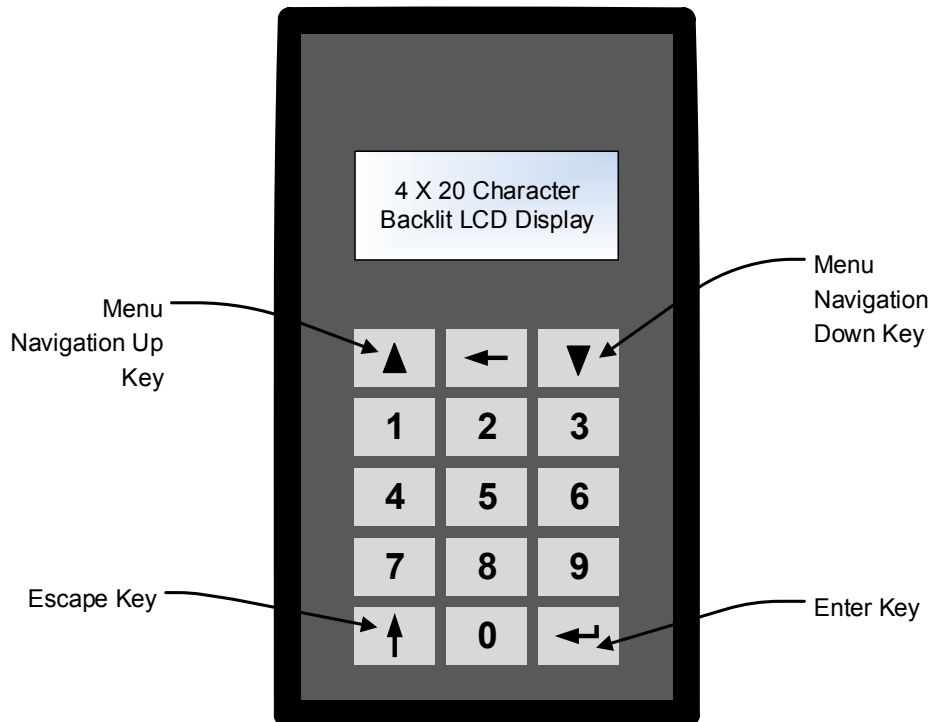 4 X 20 Character
Backlit LCD Display
Menu
Navigation Up
Key
Menu
Navigation
Down Key
1 2 3
4 5 6
7 8 9
Escape Key
0
Enter Key